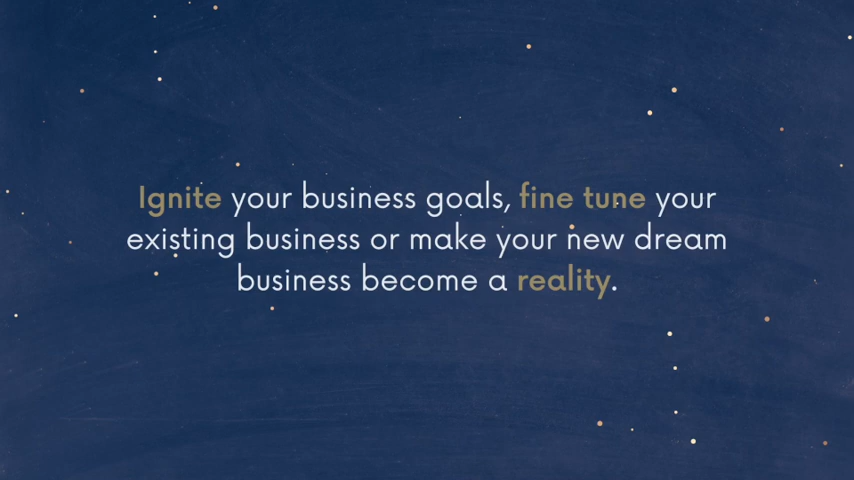 Ignite your business goals, fine tune your
existing business or make your new dream
business become a reality.